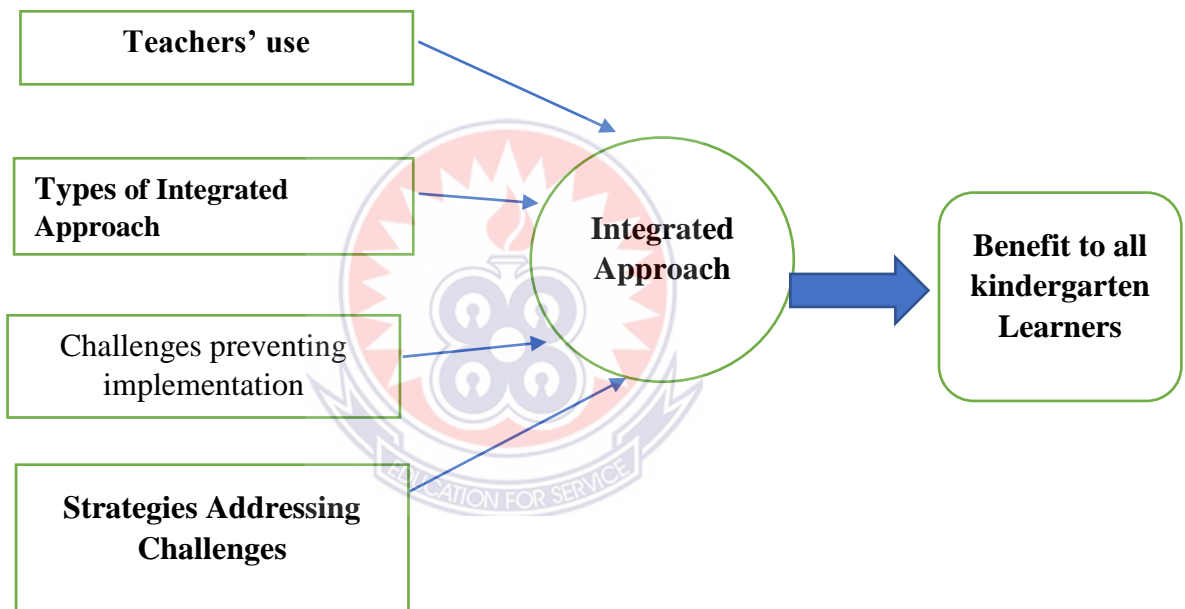 Teachers’ use
Types of Integrated
Approach
Challenges preventing
implementation
Strategies Addressing
Challenges
Integrated
Approach
Benefit to all
kindergarten
Learners
EDUCATION FOR SERVICE